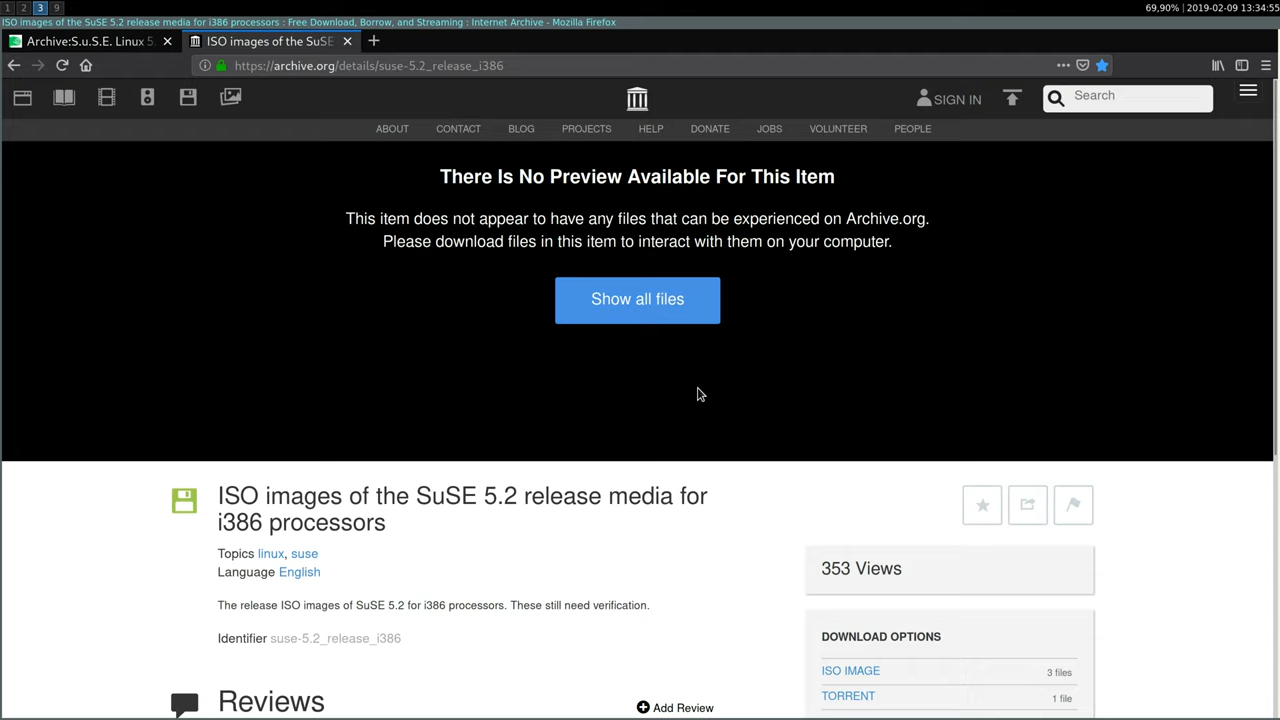 1 2 3 9
69,90% | 2019-02-09 13:34:55
ISO images of the SuSE 5.2 release media for i386 processors : Free Download, Borrow, and Streaming : Internet Archive - Mozilla Firefox
Archive:S.u.S.E. Linux 5.
ISO images of the SuSE
https://archive.org/details/suse-5.2_release_i386
SIGN IN
Search
ABOUT CONTACT BLOG PROJECTS HELP DONATE JOBS VOLUNTEER PEOPLE
There Is No Preview Available For This Item
This item does not appear to have any files that can be experienced on Archive.org.
Please download files in this item to interact with them on your computer.
Show all files
ISO images of the SuSE 5.2 release media for
i386 processors
Topics linux, suse
Language English
The release ISO images of SuSE 5.2 for i386 processors. These still need verification.
Identifier suse-5.2_release_i386
Reviews
Add Review
353 Views
DOWNLOAD OPTIONS
ISO IMAGE 3 files
TORRENT 1 file